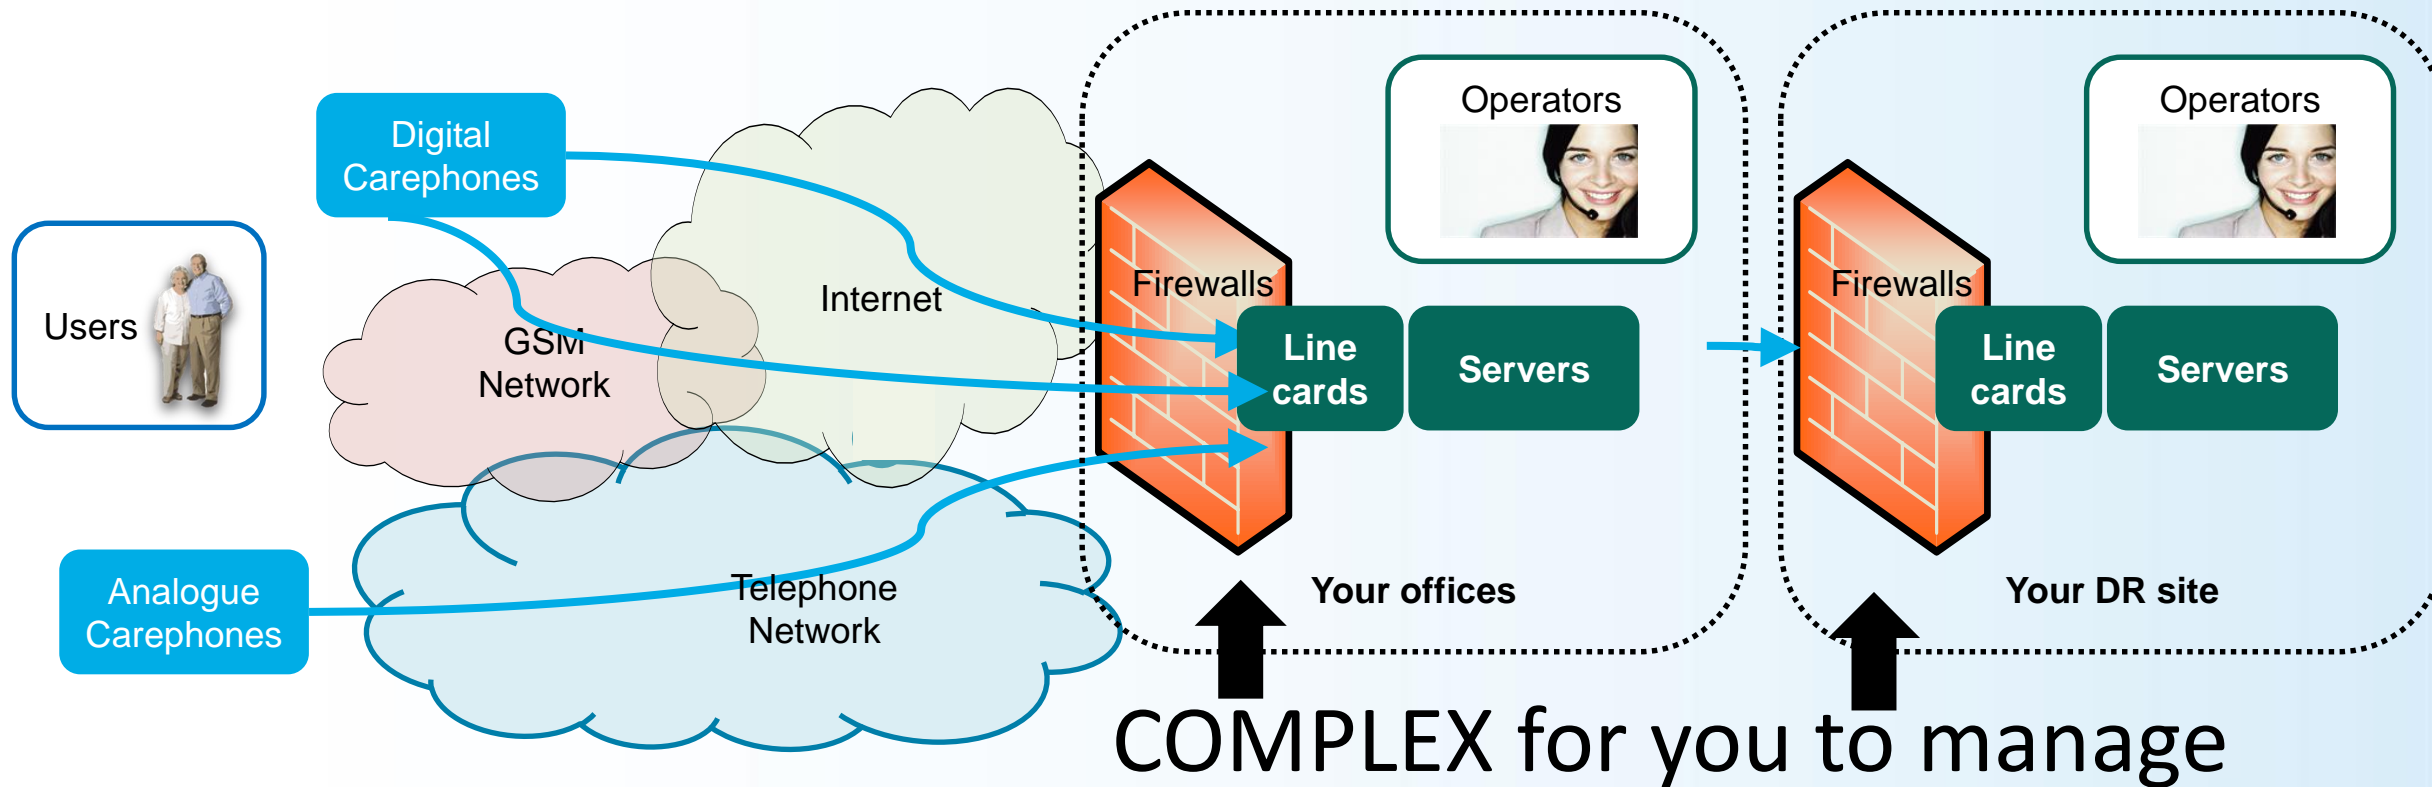 Users
Digital
Carephones
Analogue
Carephones
GSM
Network
Internet
Telephone
Network
Firewalls
Operators
Line
cards
Servers
Your offices
Firewalls
Operators
Line
cards
Servers
Your DR site
COMPLEX for you to manage